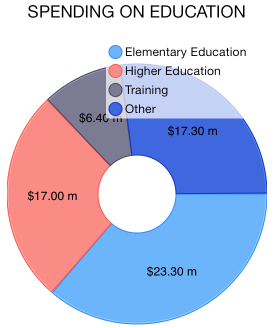 SPENDING ON EDUCATION
Elementary Education
Higher Education
Training
Other
$6.40 m
$17.30 m
$17.00 m
$23.30 m